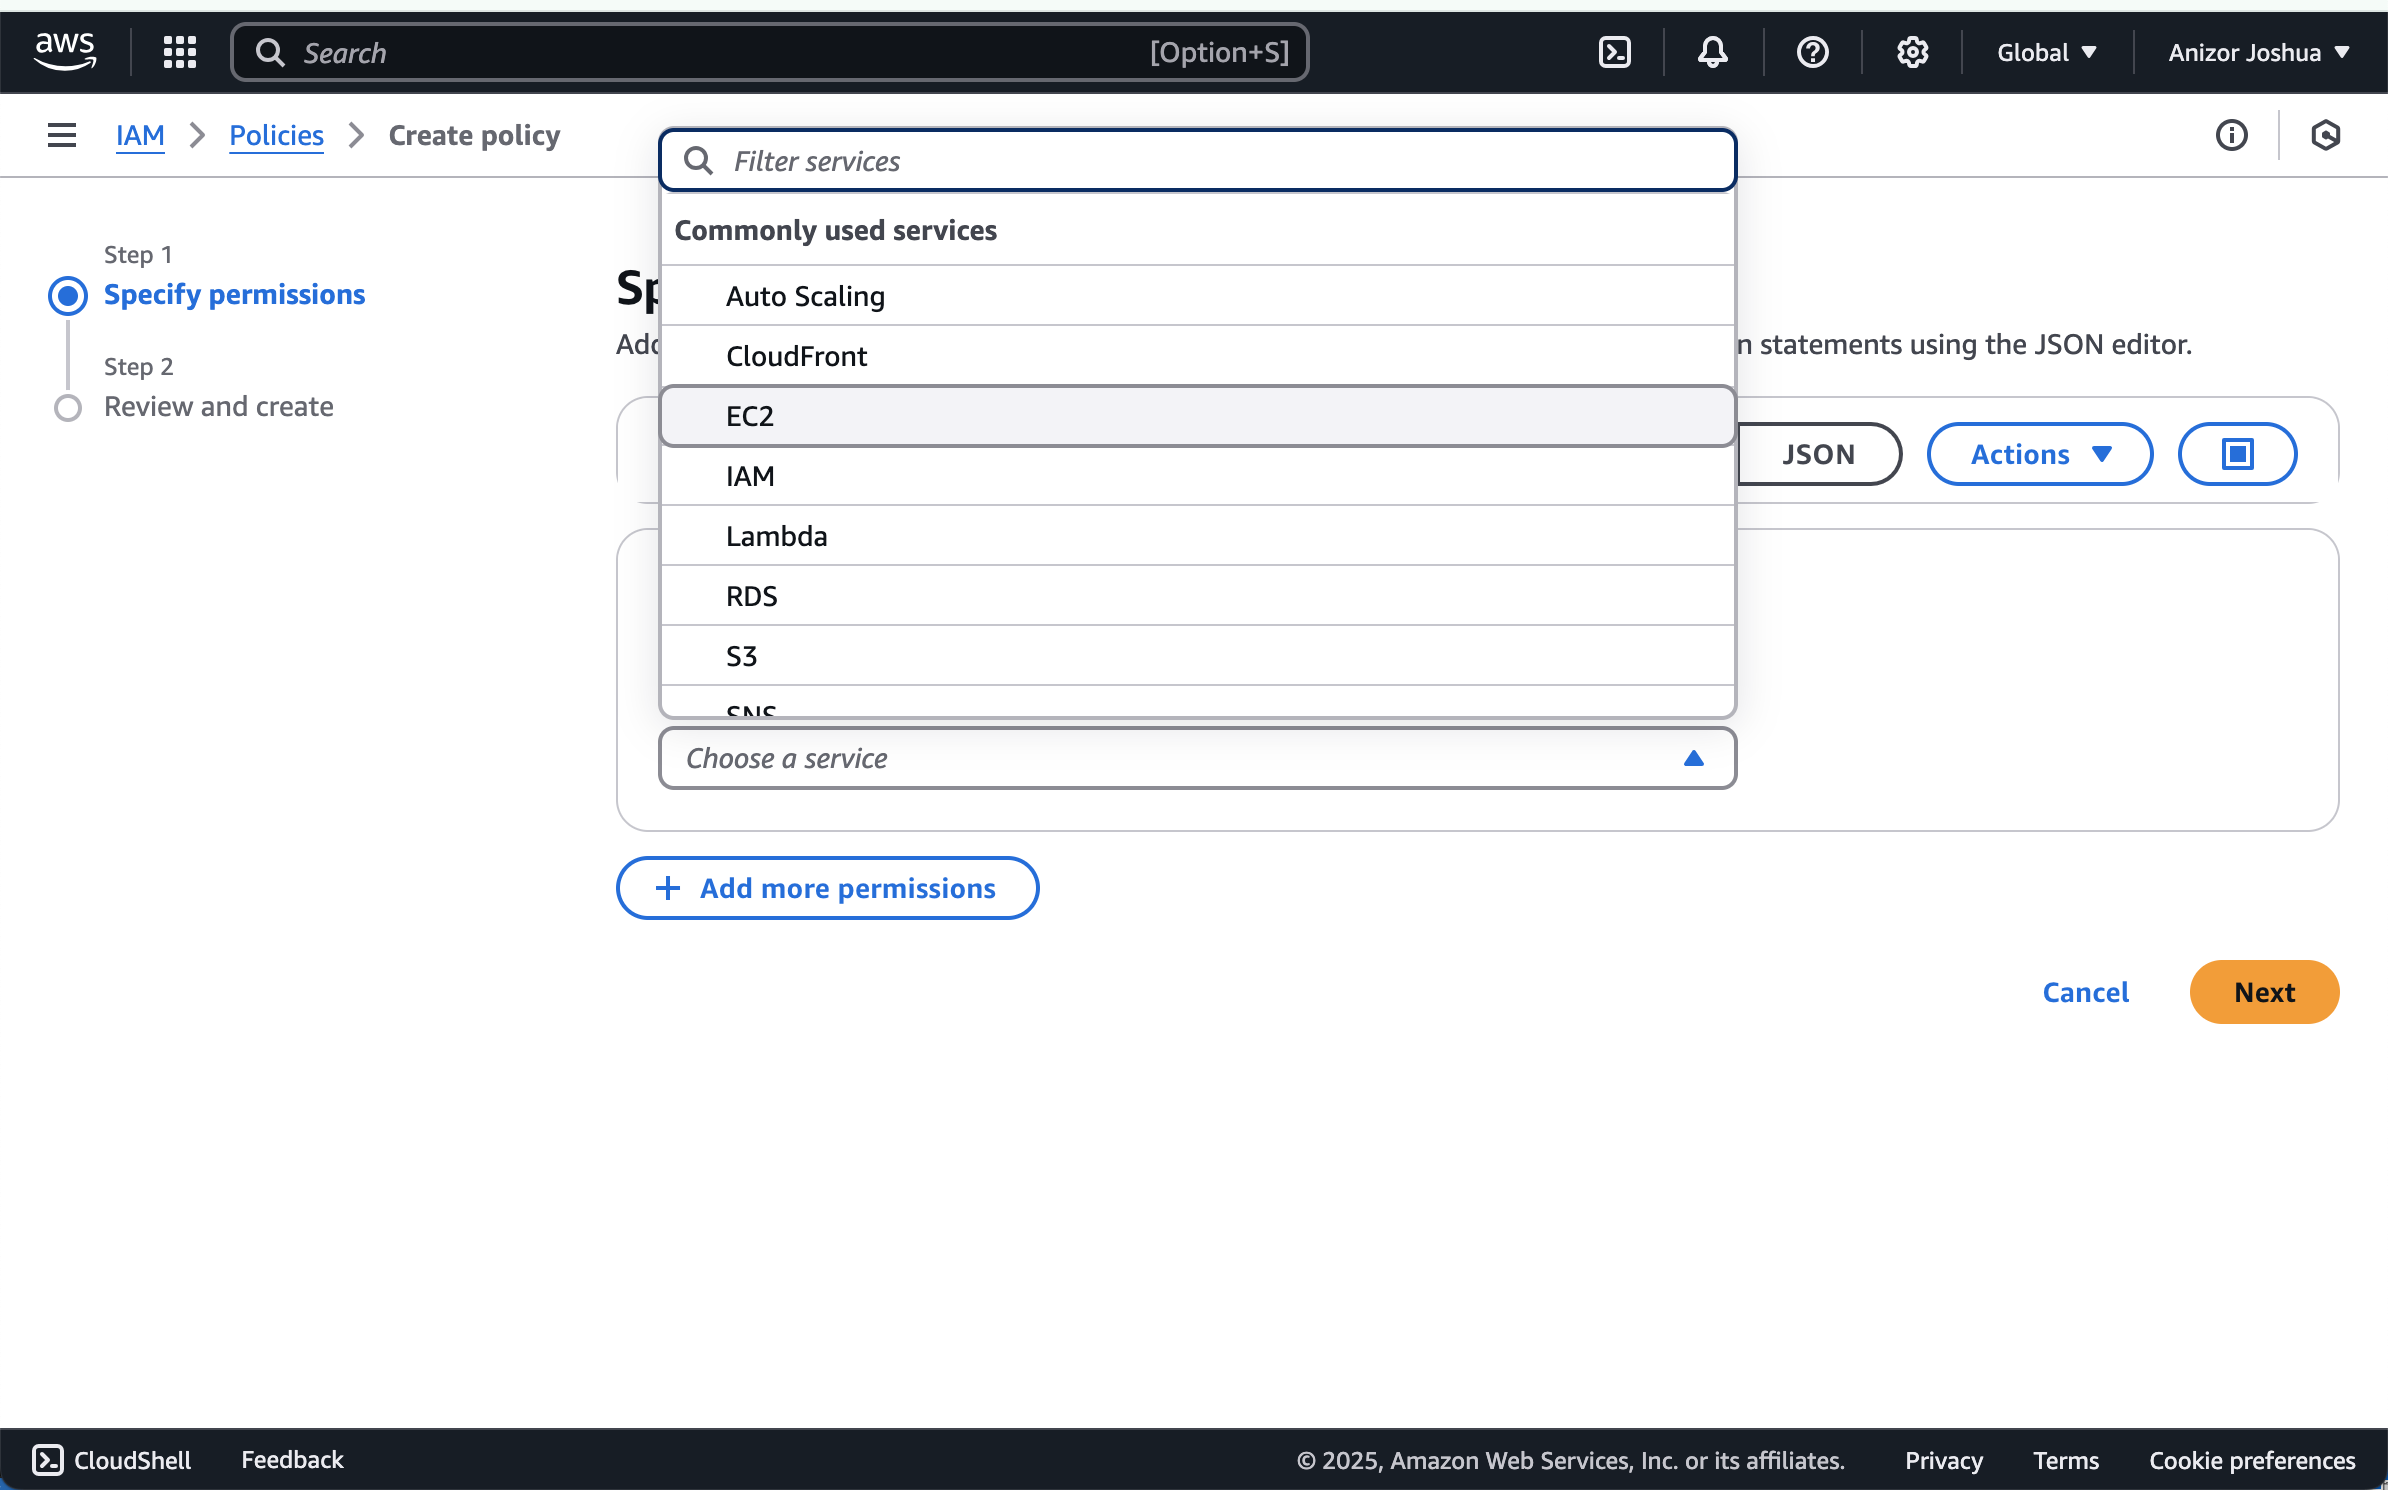 aws
Search [Option+S]
Global
Anizor Joshua
IAM
Policies
Create policy
Filter services
Commonly used services
Auto Scaling
CloudFront
EC2
IAM
Lambda
RDS
S3
SNS
Choose a service
Step 1
Specify permissions
Step 2
Review and create
statements using the JSON editor.
JSON
Actions
Add more permissions
Cancel
Next
CloudShell
Feedback
© 2025, Amazon Web Services, Inc. or its affiliates.
Privacy
Terms
Cookie preferences